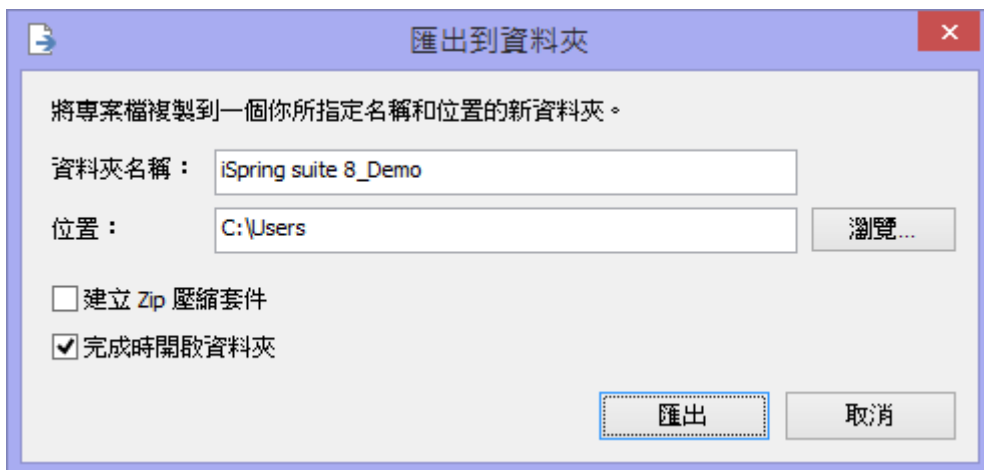 匯出到資料夾
將專案檔複製到一個你所指定名稱和位置的新資料夾。
資料夾名稱：
iSpring suite 8_Demo
位置：
C:\Users
瀏覽...
建立 Zip 壓縮套件
完成時開啟資料夾
匯出
取消